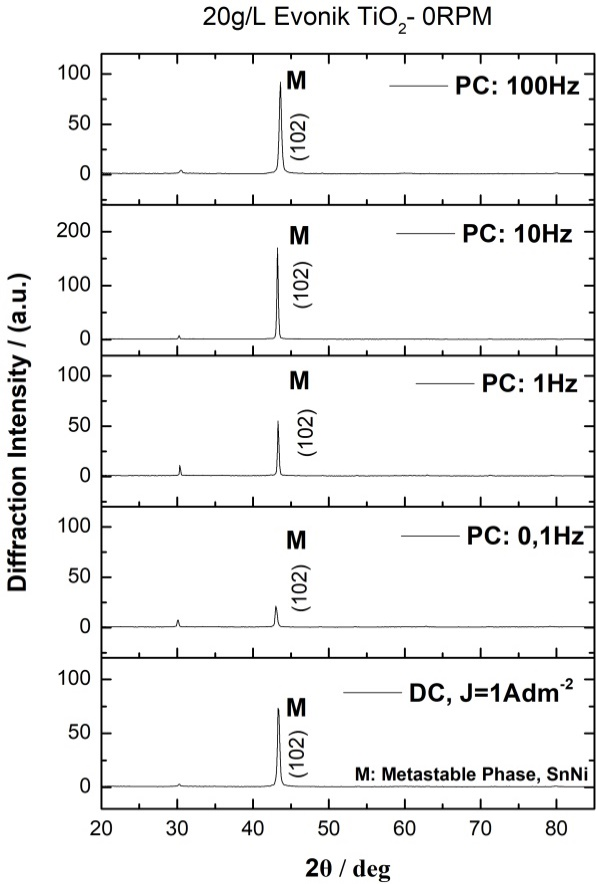 20g/L Evonik TiO₂- 0RPM
Diffraction Intensity / (a.u.)
100
50
0
M
(102)
PC: 100Hz
200
100
0
M
(102)
PC: 10Hz
100
50
0
M
(102)
PC: 1Hz
100
50
0
M
(102)
PC: 0,1Hz
100
50
0
M
(102)
DC, J=1Adm⁻²
M: Metastable Phase, SnNi
20 30 40 50 60 70 80
2θ / deg